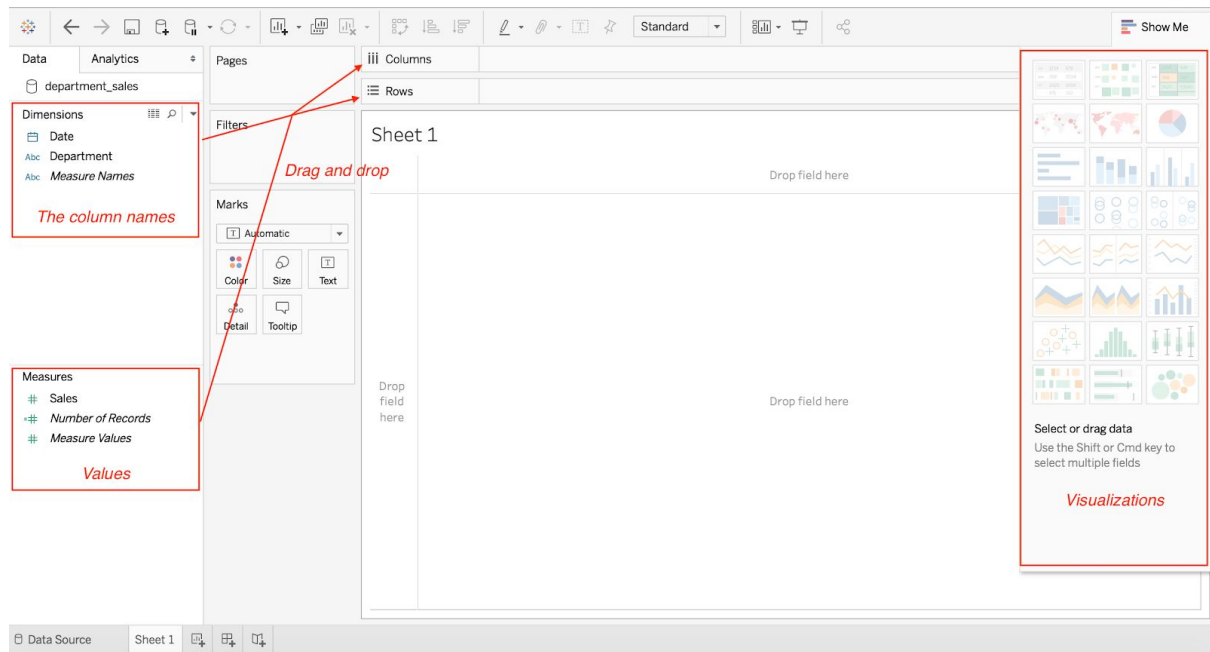 Standard
Show Me
Data
Analytics
Pages
iii Columns
Rows
department_sales
Dimensions
Date
Abc Department
Abc Measure Names
The column names
Filters
Drag and drop
Sheet 1
Drop field here
Marks
T Automatic
Color
Size
T
Text
Detail
Tooltip
Measures
# Sales
=# Number of Records
# Measure Values
Values
Drop
field
here
Drop field here
Select or drag data
Use the Shift or Cmd key to
select multiple fields
Visualizations
Data Source
Sheet 1